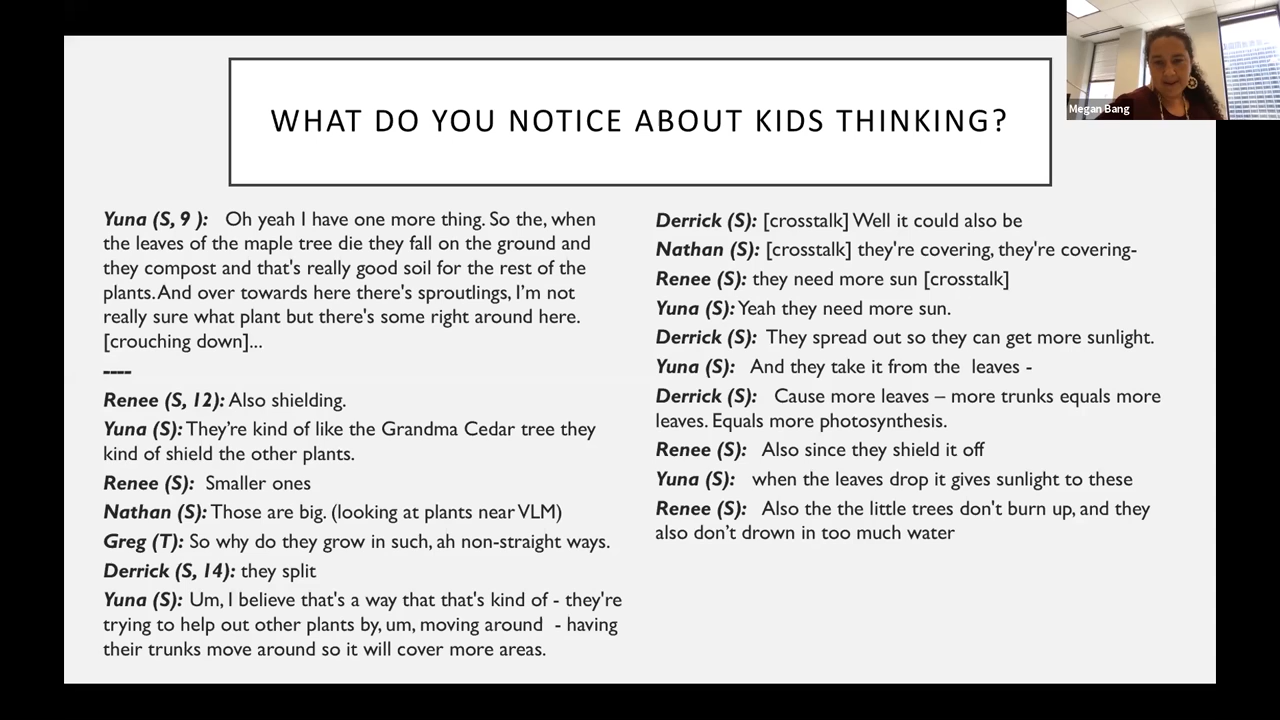 WHAT DO YOU NOTICE ABOUT KIDS THINKING?
Megan Bang
Yuna (S, 9 ): Oh yeah I have one more thing. So the, when
the leaves of the maple tree die they fall on the ground and
they compost and that's really good soil for the rest of the
plants. And over towards here there's sproutlings, I'm not
really sure what plant but there's some right around here.
[crouching down]...
----
Renee (S, 12): Also shielding.
Yuna (S): They're kind of like the Grandma Cedar tree they
kind of shield the other plants.
Renee (S): Smaller ones
Nathan (S): Those are big. (looking at plants near VLM)
Greg (T): So why do they grow in such, ah non-straight ways.
Derrick (S, 14): they split
Yuna (S): Um, I believe that's a way that that's kind of - they're
trying to help out other plants by, um, moving around - having
their trunks move around so it will cover more areas.
Derrick (S): [crosstalk] Well it could also be
Nathan (S): [crosstalk] they're covering, they're covering-
Renee (S): they need more sun [crosstalk]
Yuna (S): Yeah they need more sun.
Derrick (S): They spread out so they can get more sunlight.
Yuna (S): And they take it from the leaves -
Derrick (S): Cause more leaves – more trunks equals more
leaves. Equals more photosynthesis.
Renee (S): Also since they shield it off
Yuna (S): when the leaves drop it gives sunlight to these
Renee (S): Also the the little trees don't burn up, and they
also don't drown in too much water